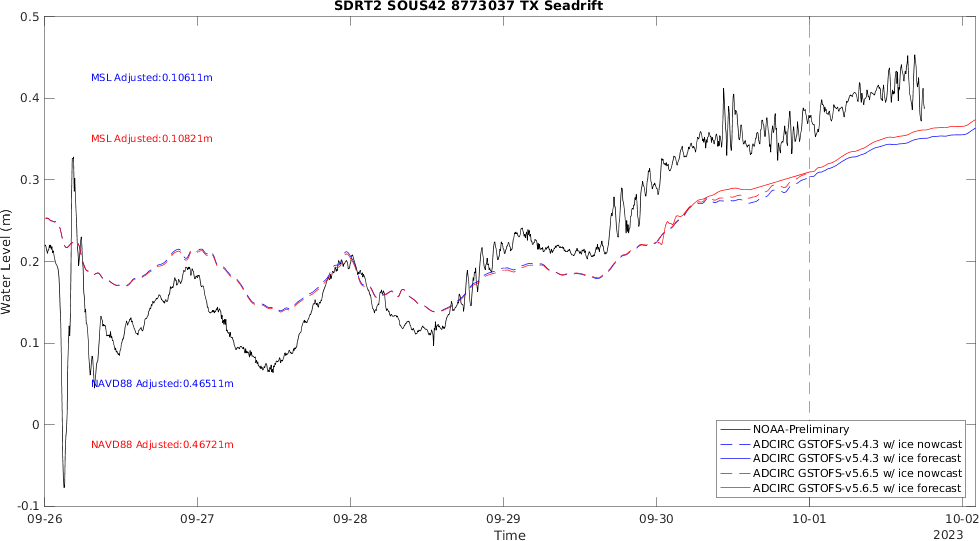 SDRT2 SOUS42 8773037 TX Seadrift
0.5
0.4
0.3
0.2
0.1
0
-0.1
Water Level (m)
MSL Adjusted:0.10611m
MSL Adjusted:0.10821m
NAVD88 Adjusted:0.46511m
NAVD88 Adjusted:0.46721m
NOAA-Preliminary
ADCIRC GSTOFS-v5.4.3 w/ ice nowcast
ADCIRC GSTOFS-v5.4.3 w/ ice forecast
ADCIRC GSTOFS-v5.6.5 w/ ice nowcast
ADCIRC GSTOFS-v5.6.5 w/ ice forecast
09-26 09-27 09-28 09-29 09-30 10-01 10-02
2023
Time